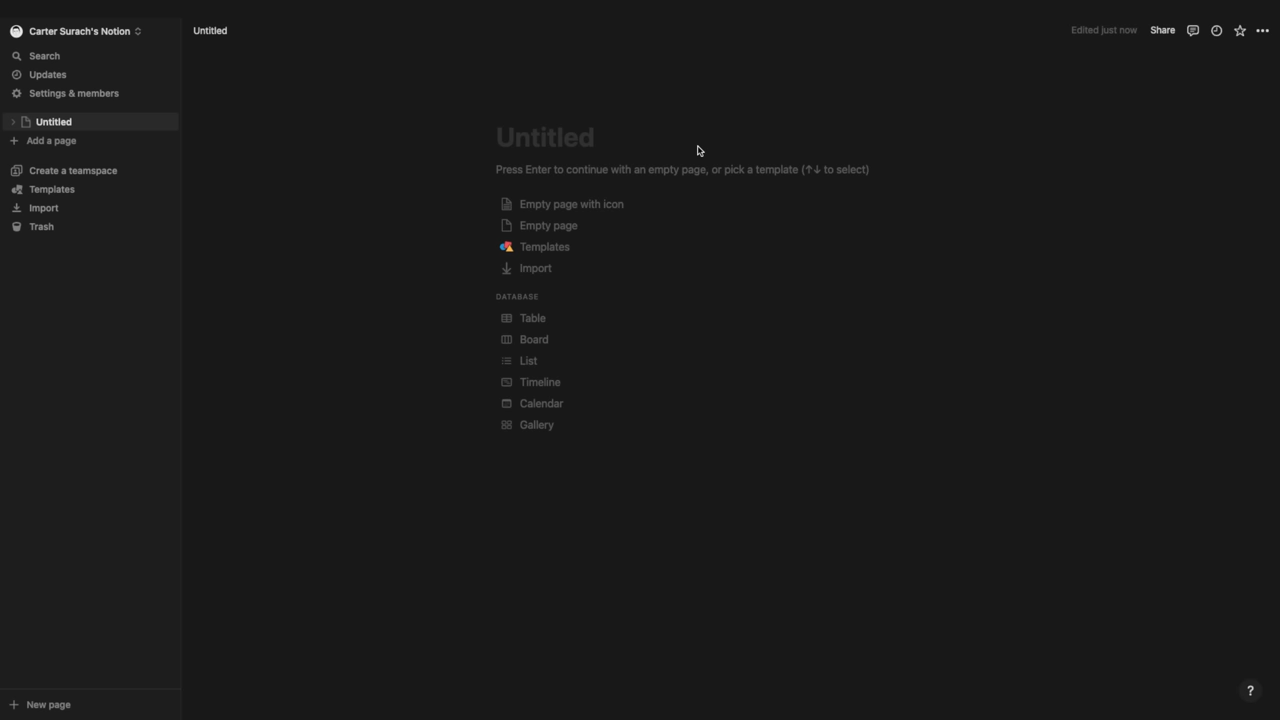 Carter Surach's Notion
Search
Updates
Settings & members
Untitled
Add a page
Create a teamspace
Templates
Import
Trash
New page
Untitled
Edited just now
Share
Untitled
Press Enter to continue with an empty page, or pick a template (↑↓ to select)
Empty page with icon
Empty page
Templates
Import
DATABASE
Table
Board
List
Timeline
Calendar
Gallery
?